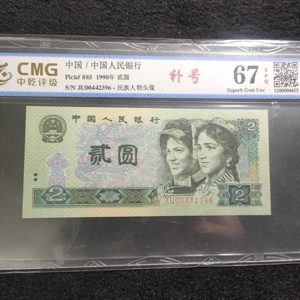 CMG
中乾评级
中国 / 中国人民银行
Pick# 885 1990年 贰圆
S/N JU00442396 - 民族人物头像
补号
67 EPQ
Superb Gem Unc
中国人民银行
贰圆
2
JU00442396
2